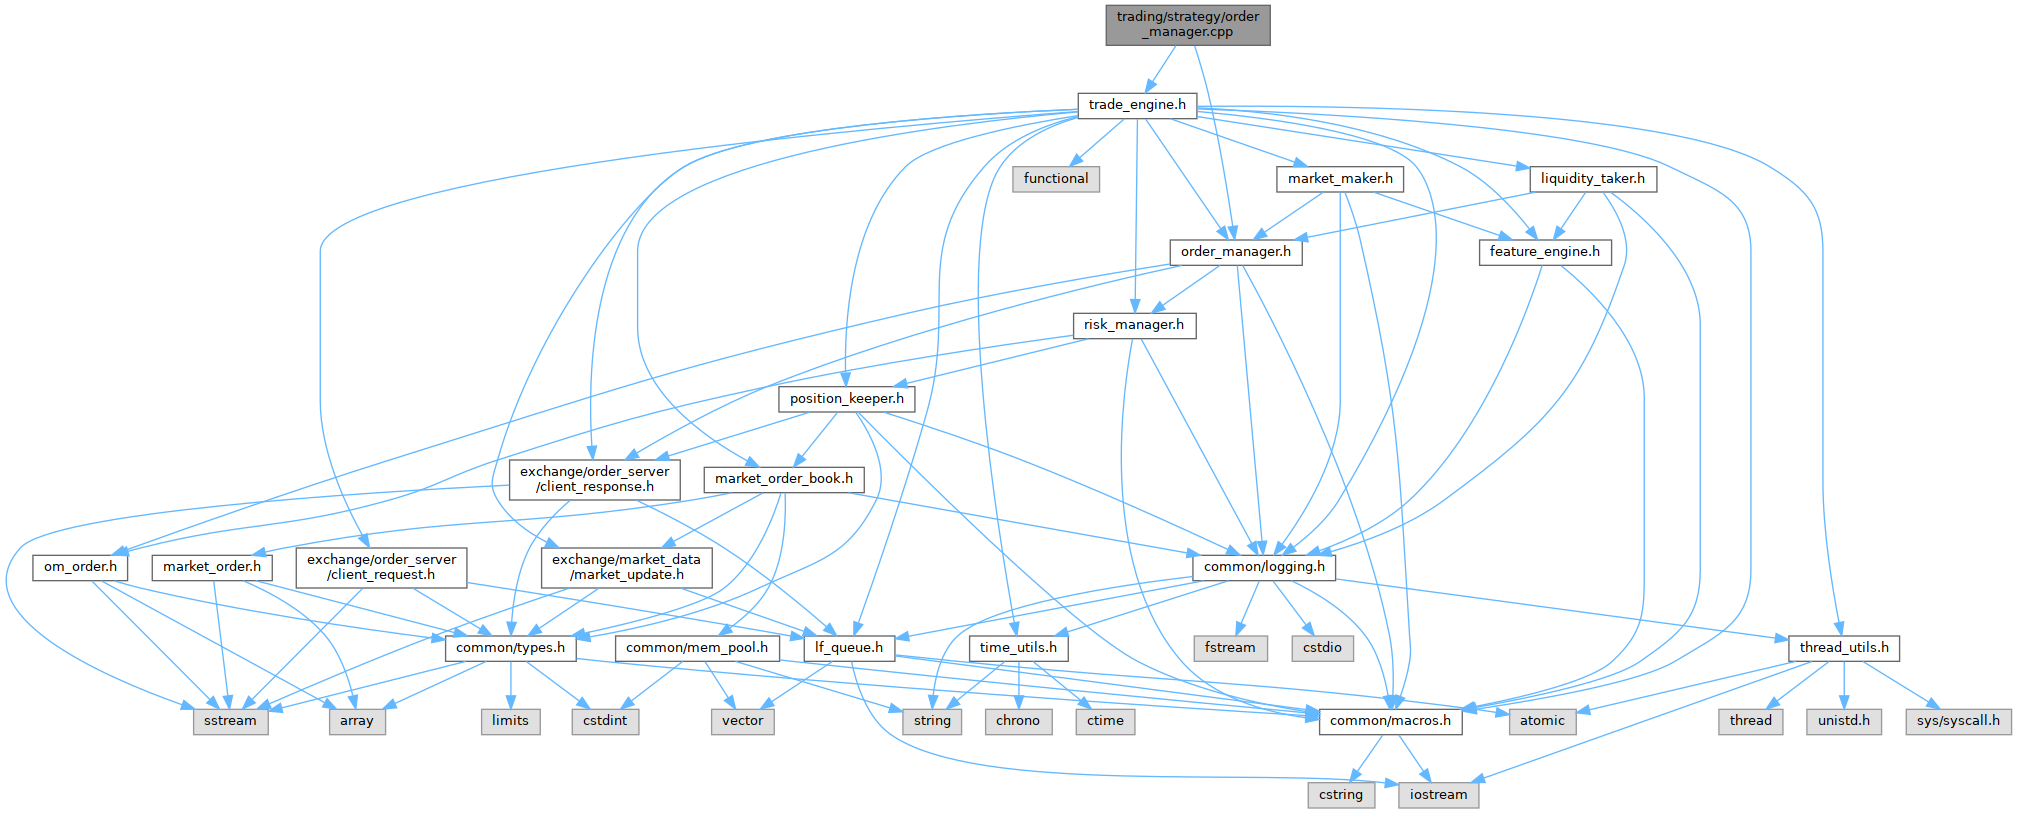 trading/strategy/order
_manager.cpp
trade_engine.h
functional
market_maker.h
liquidity_taker.h
order_manager.h
feature_engine.h
risk_manager.h
position_keeper.h
exchange/order_server
/client_response.h
market_order_book.h
om_order.h
market_order.h
exchange/order_server
/client_request.h
exchange/market_data
/market_update.h
common/logging.h
common/types.h
common/mem_pool.h
lf_queue.h
time_utils.h
fstream
cstdio
thread_utils.h
sstream
array
limits
cstdint
vector
string
chrono
ctime
common/macros.h
atomic
thread
unistd.h
sys/syscall.h
cstring
iostream